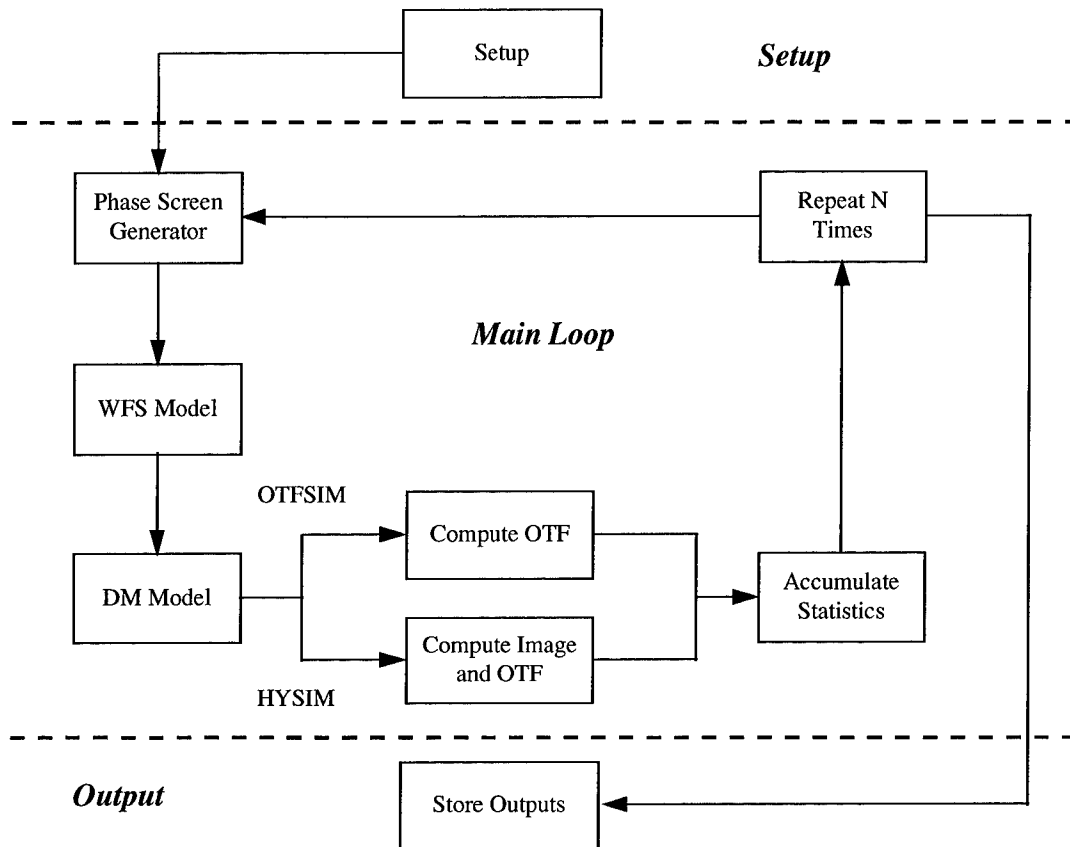 Setup
Setup
Phase Screen
Generator
Repeat N
Times
Main Loop
WFS Model
OTFSIM
Compute OTF
DM Model
Accumulate
Statistics
Compute Image
and OTF
HYSIM
Output
Store Outputs